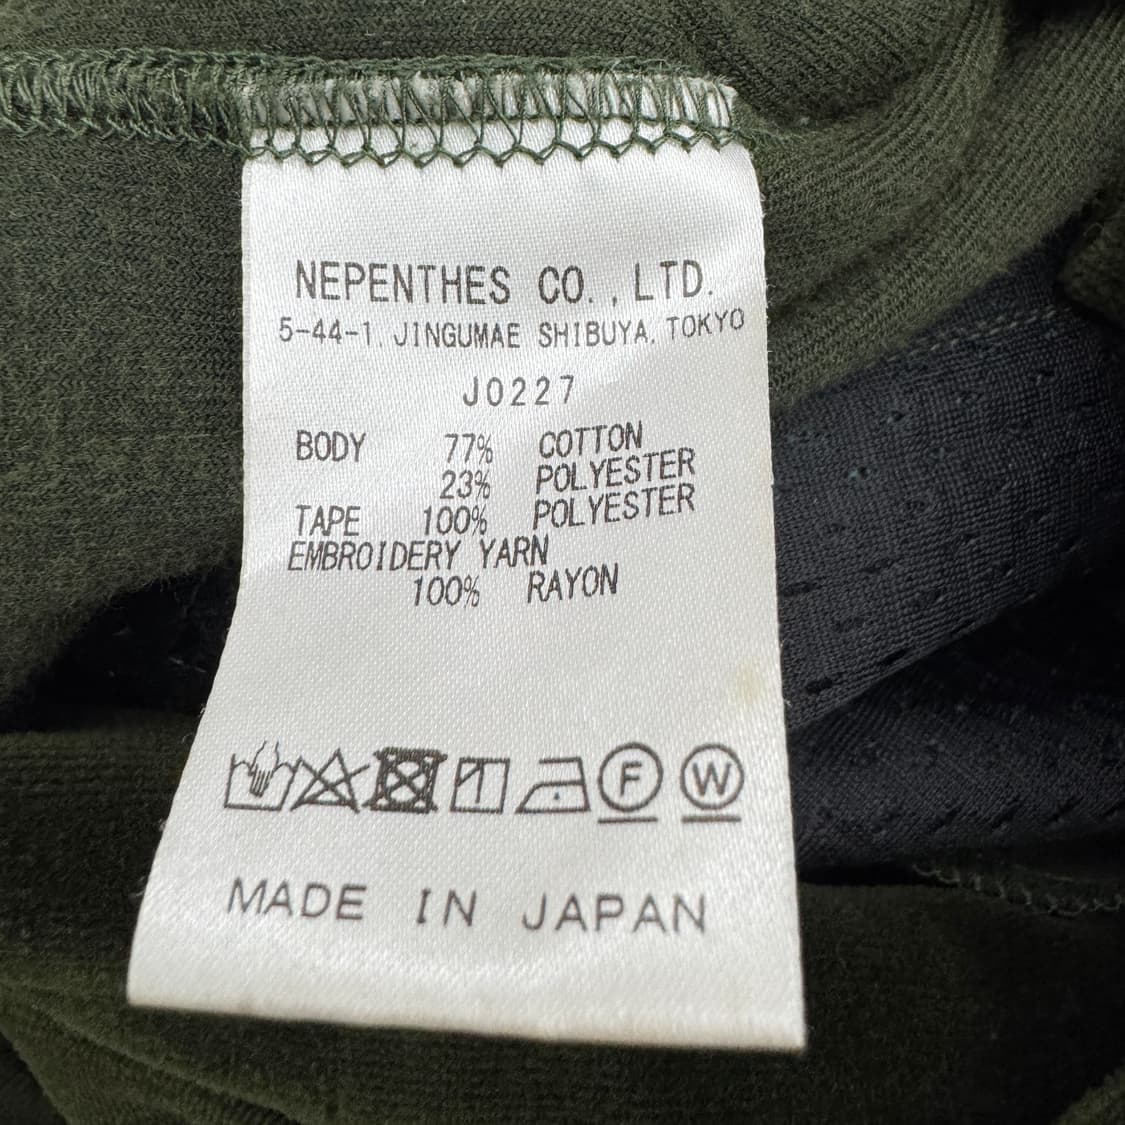 NEPENTHES CO., LTD.
5-44-1, JINGUMAE SHIBUYA, TOKYO
J0227
BODY 77% COTTON
23% POLYESTER
TAPE 100% POLYESTER
EMBROIDERY YARN
100% RAYON
F W
MADE IN JAPAN